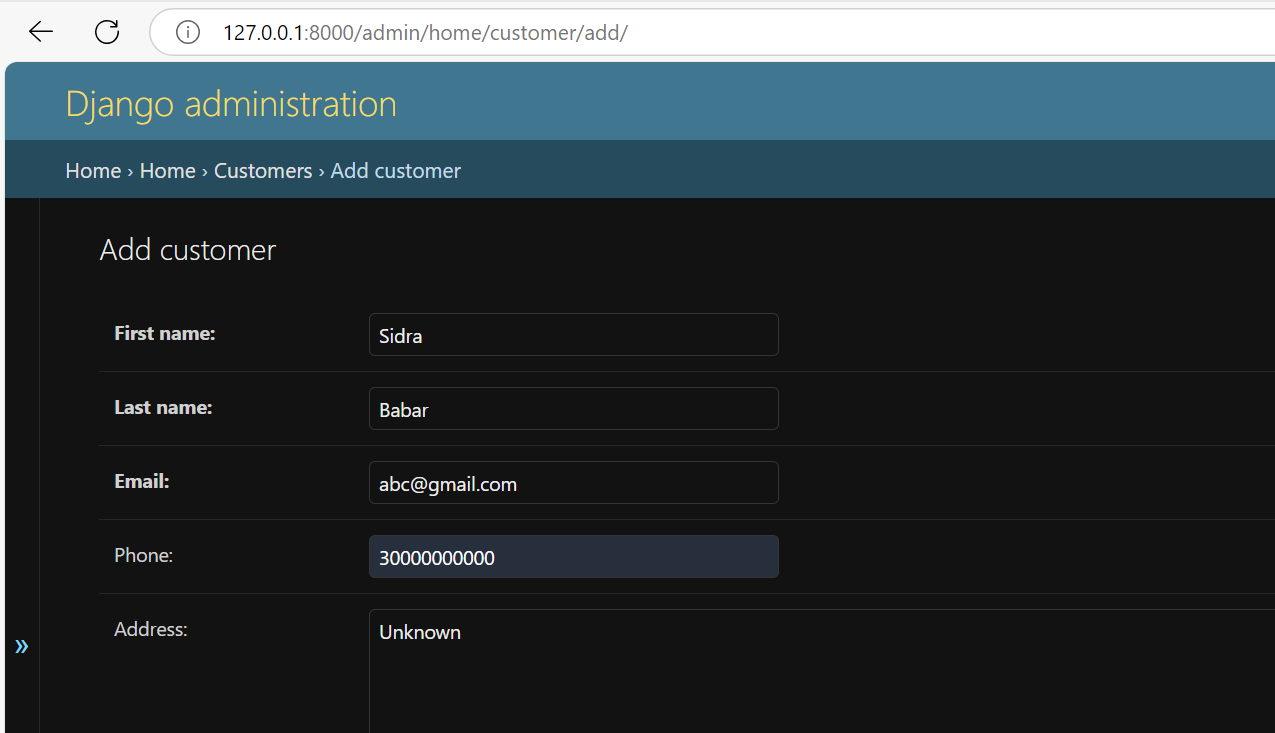 127.0.0.1:8000/admin/home/customer/add/
Django administration
Home › Home › Customers › Add customer
Add customer
First name: Sidra
Last name: Babar
Email: abc@gmail.com
Phone: 30000000000
Address: Unknown
»